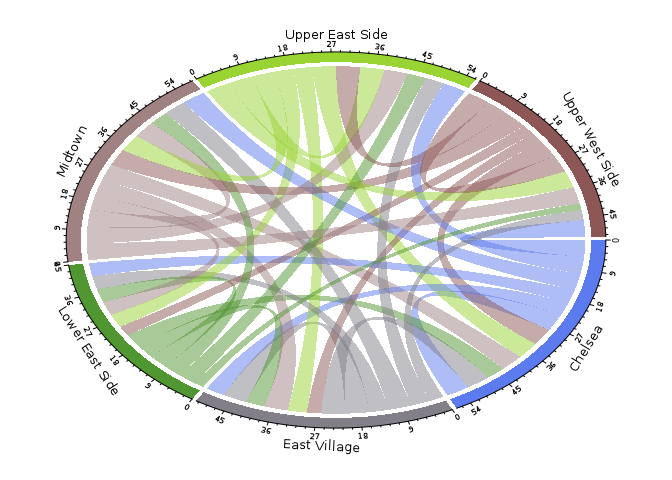 Upper East Side
0 9 18 27 36 45 54
Upper West Side
0 9 18 27 36 45
Chelsea
0 9 18 27 36 45 54
East Village
0 9 18 27 36 45
Lower East Side
0 9 18 27 36 45
Midtown
9 18 27 36 45 54